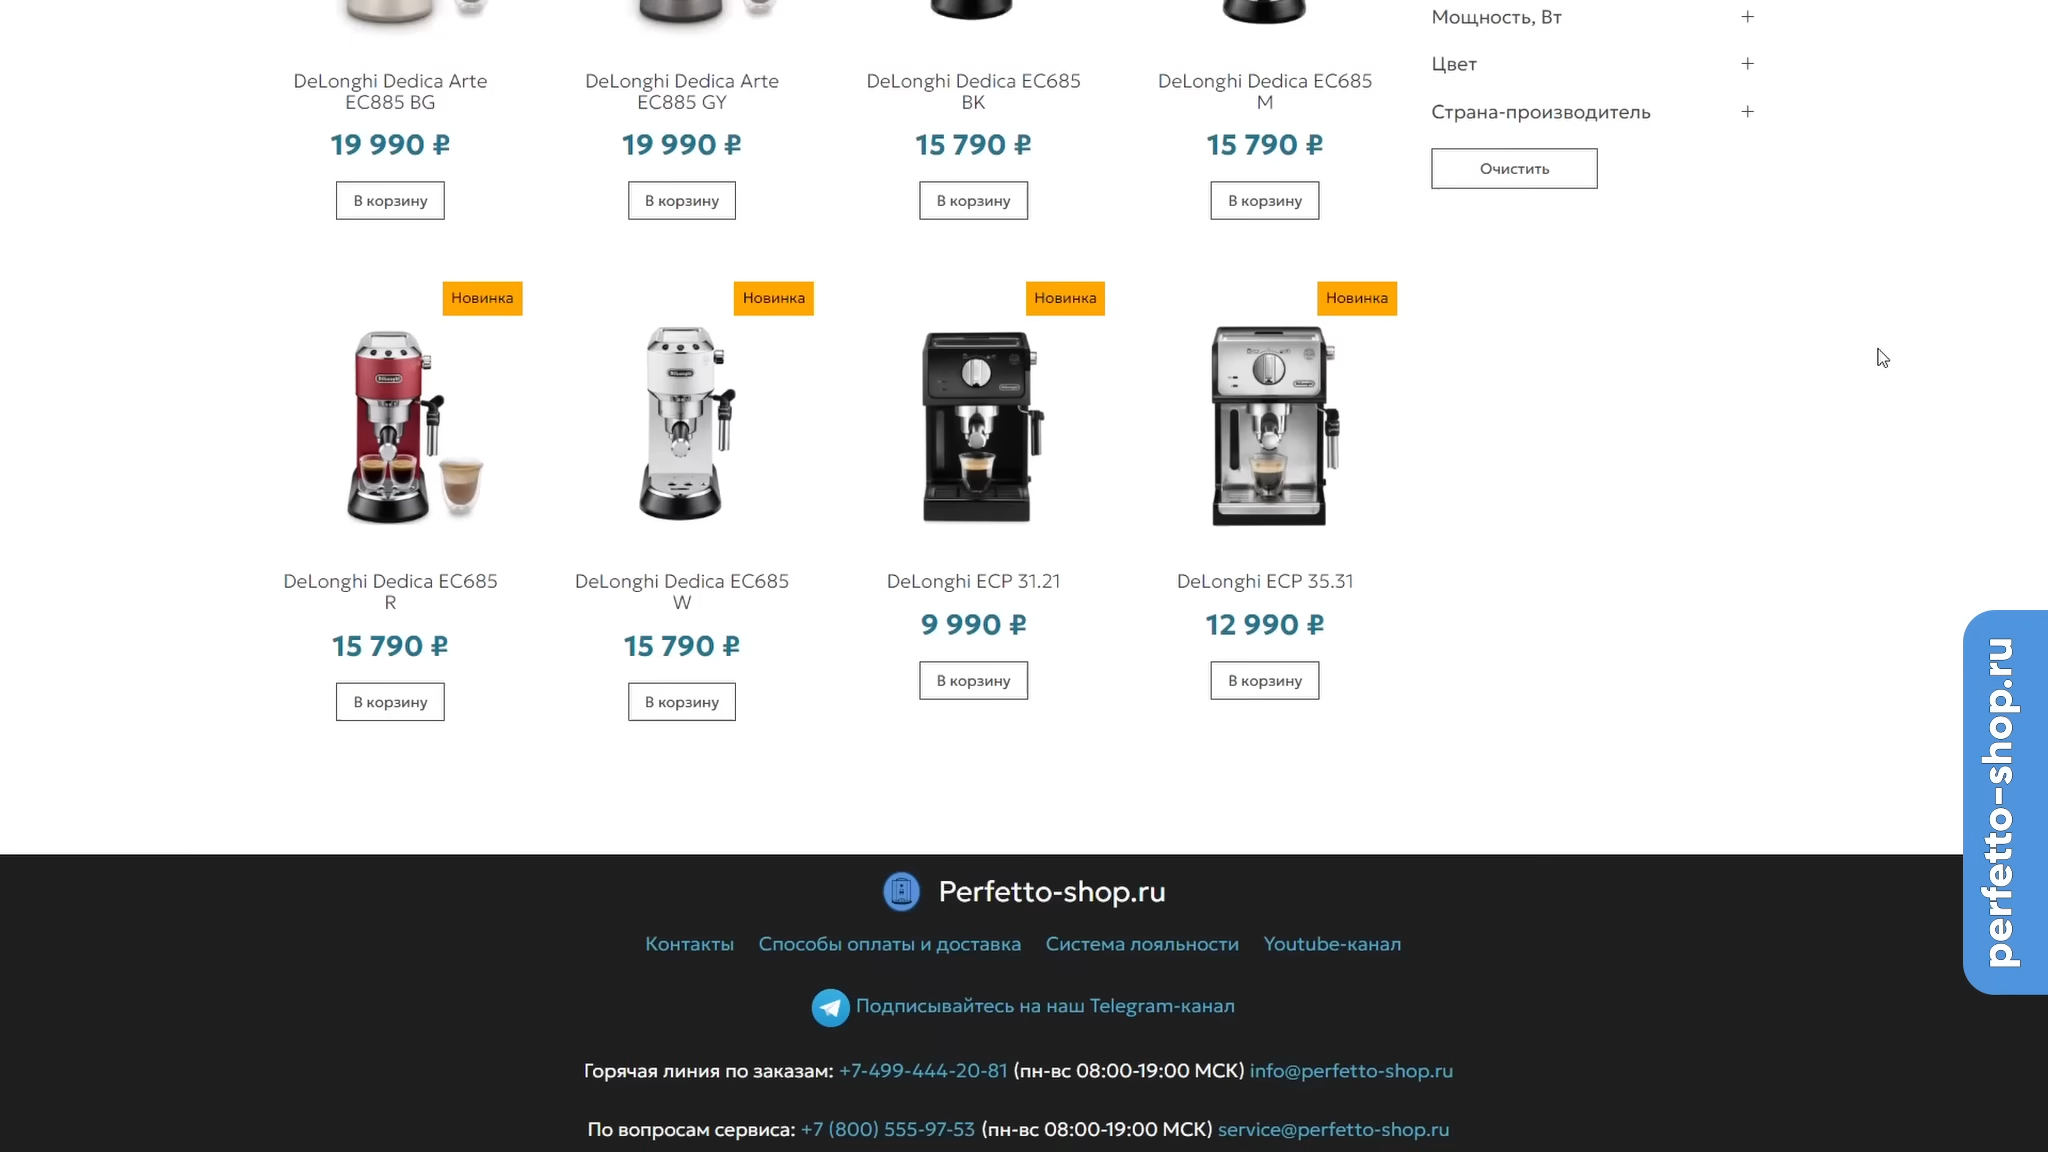 Мощность, Вт
Цвет
Страна-производитель
Очистить
DeLonghi Dedica Arte
EC885 BG
19 990 ₽
В корзину
DeLonghi Dedica Arte
EC885 GY
19 990 ₽
В корзину
DeLonghi Dedica EC685
BK
15 790 ₽
В корзину
DeLonghi Dedica EC685
M
15 790 ₽
В корзину
Новинка
DeLonghi
DeLonghi Dedica EC685
R
15 790 ₽
В корзину
Новинка
DeLonghi
DeLonghi Dedica EC685
W
15 790 ₽
В корзину
Новинка
DeLonghi
DeLonghi ECP 31.21
9 990 ₽
В корзину
Новинка
DeLonghi
DeLonghi ECP 35.31
12 990 ₽
В корзину
perfetto-shop.ru
Perfetto-shop.ru
Контакты Способы оплаты и доставка Система лояльности Youtube-канал
Подписывайтесь на наш Telegram-канал
Горячая линия по заказам: +7-499-444-20-81 (пн-вс 08:00-19:00 МСК) info@perfetto-shop.ru
По вопросам сервиса: +7 (800) 555-97-53 (пн-вс 08:00-19:00 МСК) service@perfetto-shop.ru